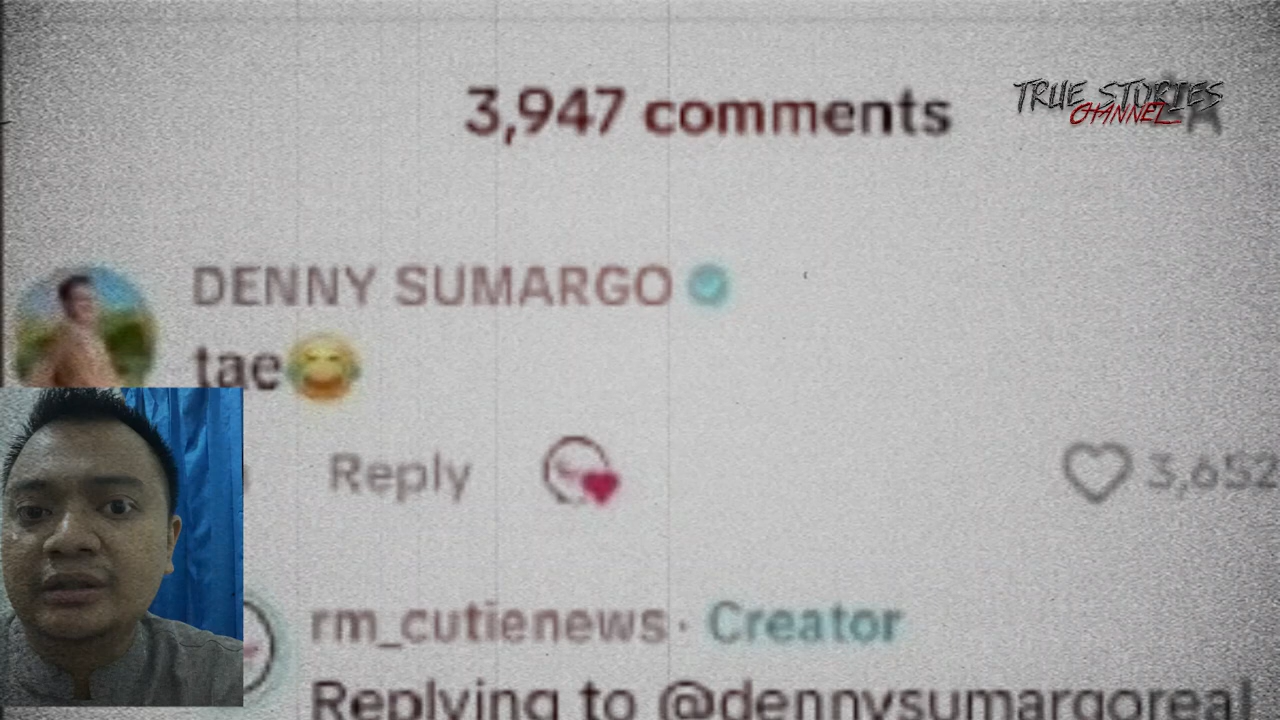 TRUE STORIES
CHANNEL
3,947 comments
DENNY SUMARGO
tae😂
Reply
3,652
rm_cutienews · Creator
Replying to @dennysumargoreal